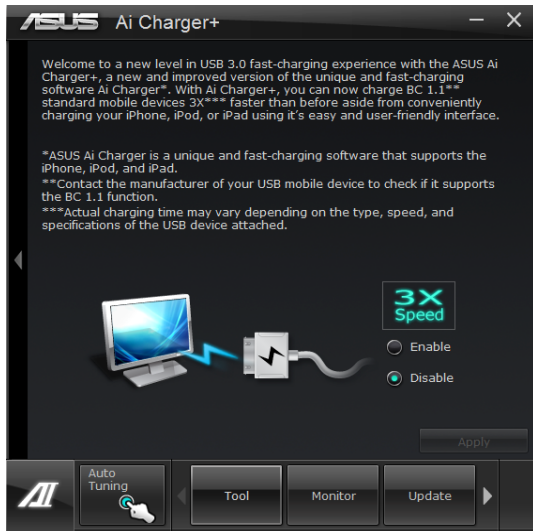 ASUS Ai Charger+
Welcome to a new level in USB 3.0 fast-charging experience with the ASUS Ai
Charger+, a new and improved version of the unique and fast-charging
software Ai Charger*. With Ai Charger+, you can now charge BC 1.1**
standard mobile devices 3X*** faster than before aside from conveniently
charging your iPhone, iPod, or iPad using it's easy and user-friendly interface.
*ASUS Ai Charger is a unique and fast-charging software that supports the
iPhone, iPod, and iPad.
**Contact the manufacturer of your USB mobile device to check if it supports
the BC 1.1 function.
***Actual charging time may vary depending on the type, speed, and
specifications of the USB device attached.
3X
Speed
Enable
Disable
Apply
AI
Auto
Tuning
Tool
Monitor
Update